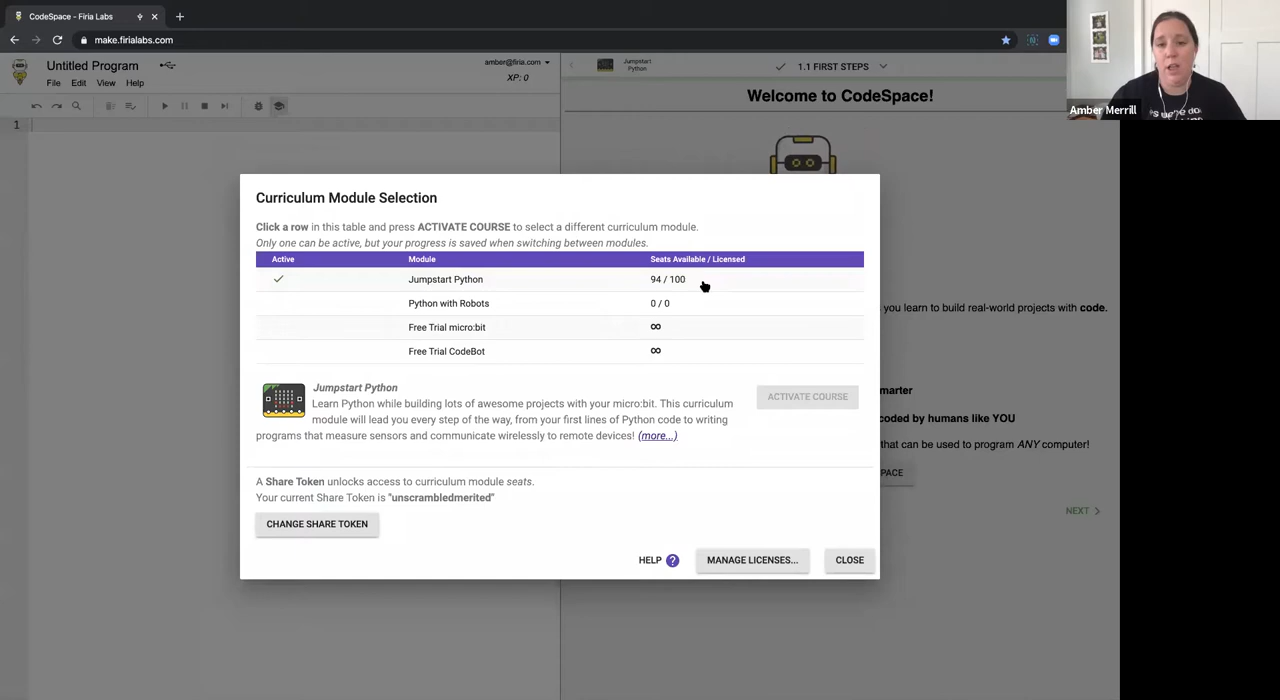 CodeSpace - Firia Labs
make.firialabs.com
Untitled Program
File Edit View Help
amber@firia.com
XP: 0
Jumpstart
Python
1.1 FIRST STEPS
Amber Merrill
1
Welcome to CodeSpace!
Curriculum Module Selection
Click a row in this table and press ACTIVATE COURSE to select a different curriculum module.
Only one can be active, but your progress is saved when switching between modules.
Active Module Seats Available / Licensed
Jumpstart Python 94 / 100
Python with Robots 0 / 0
Free Trial micro:bit ∞
Free Trial CodeBot ∞
Jumpstart Python
Learn Python while building lots of awesome projects with your micro:bit. This curriculum
module will lead you every step of the way, from your first lines of Python code to writing
programs that measure sensors and communicate wirelessly to remote devices! (more...)
ACTIVATE COURSE
A Share Token unlocks access to curriculum module seats.
Your current Share Token is "unscrambledmerited"
CHANGE SHARE TOKEN
HELP ?
MANAGE LICENSES...
CLOSE
you learn to build real-world projects with code.
marter
coded by humans like YOU
that can be used to program ANY computer!
PACE
NEXT